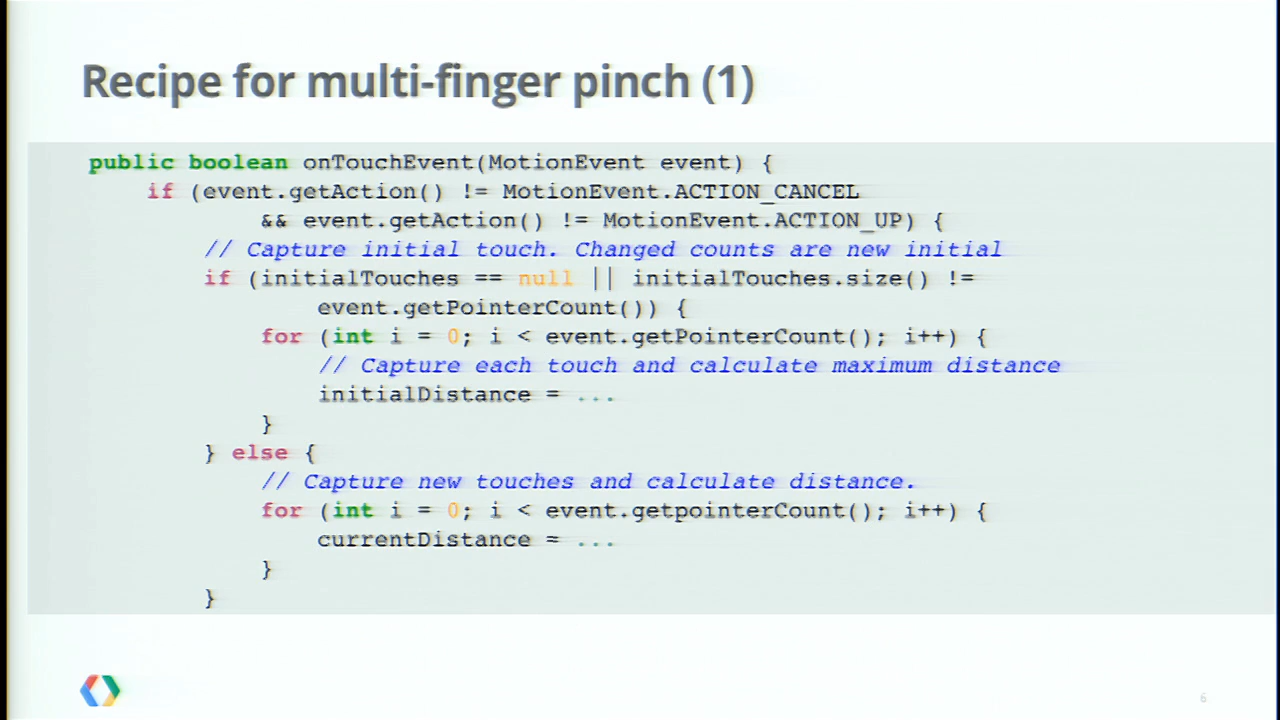 Recipe for multi-finger pinch (1)
public boolean onTouchEvent(MotionEvent event) {
if (event.getAction() != MotionEvent.ACTION_CANCEL
&& event.getAction() != MotionEvent.ACTION_UP) {
// Capture initial touch. Changed counts are new initial
if (initialTouches == null || initialTouches.size() !=
event.getPointerCount()) {
for (int i = 0; i < event.getPointerCount(); i++) {
// Capture each touch and calculate maximum distance
initialDistance = ...
}
} else {
// Capture new touches and calculate distance.
for (int i = 0; i < event.getpointerCount(); i++) {
currentDistance = ...
}
}
6